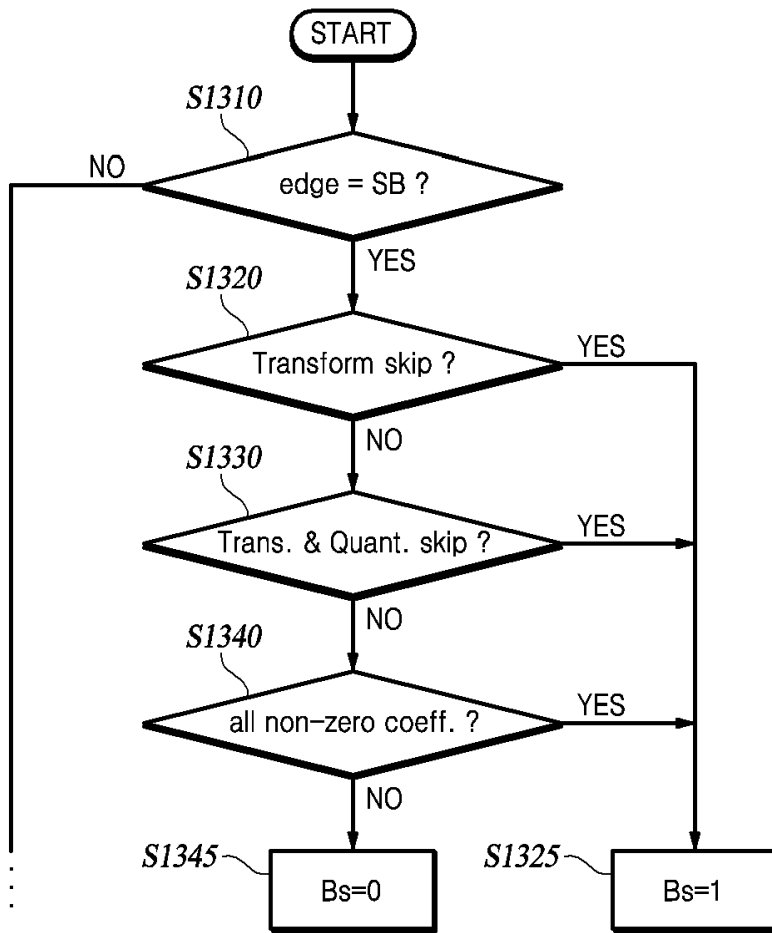 START
S1310
NO
edge = SB ?
YES
S1320
Transform skip ?
YES
NO
S1330
Trans. & Quant. skip ?
YES
NO
S1340
all non-zero coeff. ?
YES
NO
S1345
Bs=0
S1325
Bs=1